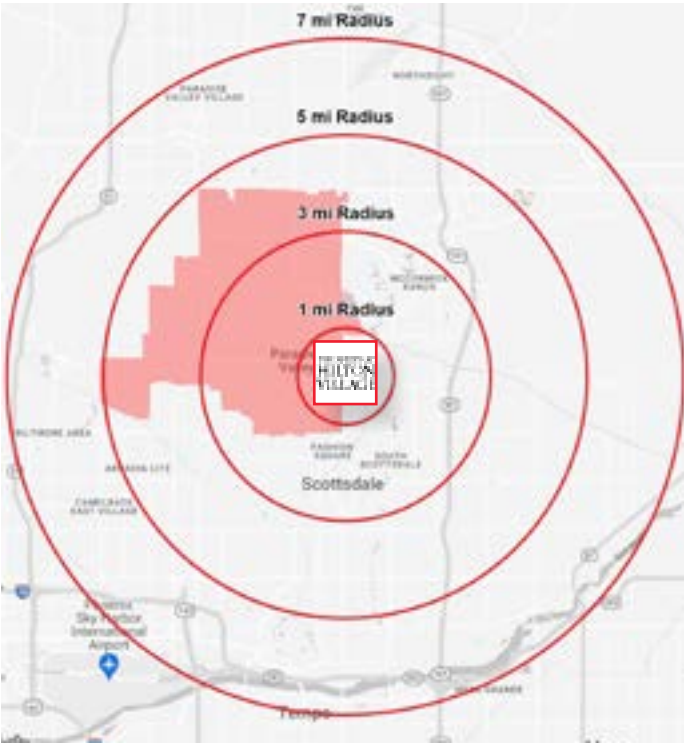 7 mi Radius
NORTHSIGHT
PARADISE
VALLEY VILLAGE
5 mi Radius
3 mi Radius
MCCORMICK
RANCH
1 mi Radius
HILTON
VILLAGE
BILTMORE AREA
ARCADIA LITE
FASHION
SQUARE
SOUTH
SCOTTSDALE
Scottsdale
CAMELBACK
EAST VILLAGE
Phoenix
Sky Harbor
International
Airport
Tempe